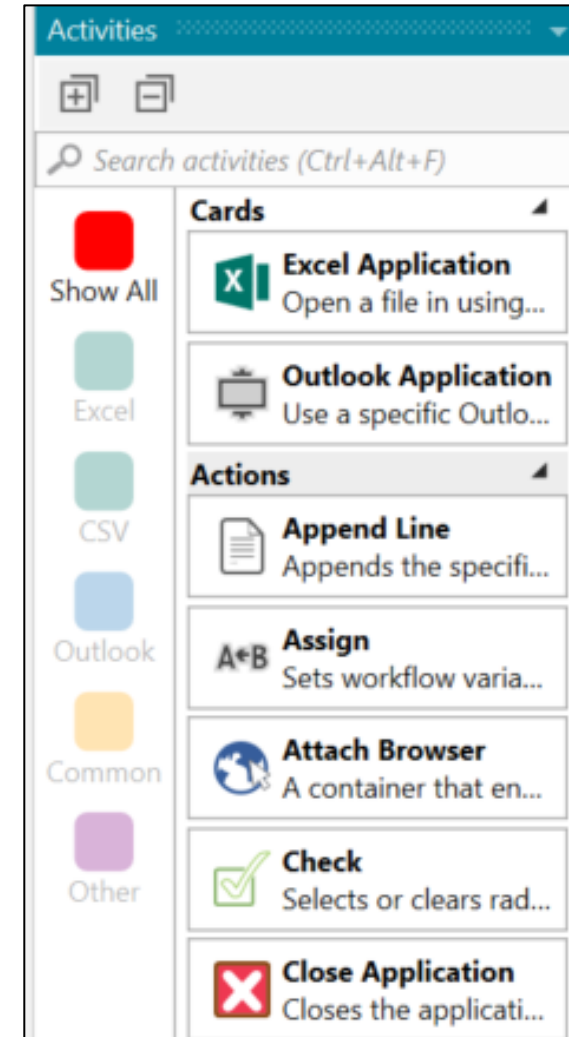 Activities
Search activities (Ctrl+Alt+F)
Show All
Excel
CSV
Outlook
Common
Other
Cards
Excel Application
Open a file in using...
Outlook Application
Use a specific Outlo...
Actions
Append Line
Appends the specifi...
A←B
Assign
Sets workflow varia...
Attach Browser
A container that en...
Check
Selects or clears rad...
Close Application
Closes the applicati...